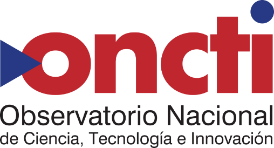 oncti
Observatorio Nacional
de Ciencia, Tecnología e Innovación